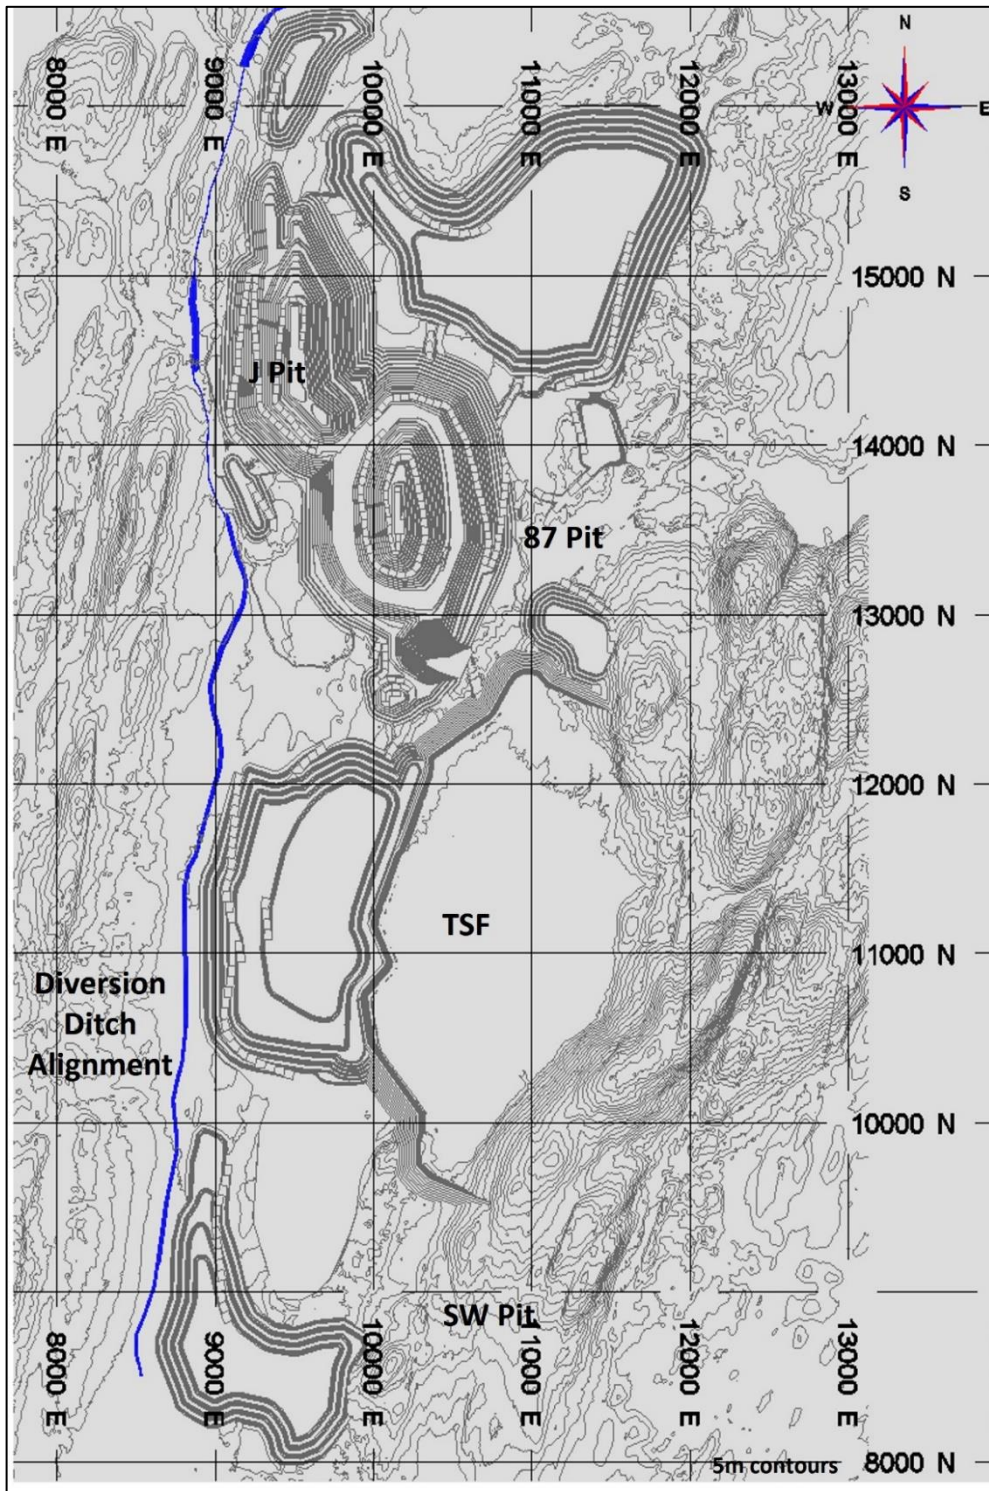 N
W
E
S
8000 E
9000 E
10000 E
11000 E
12000 E
13000 E
15000 N
J Pit
14000 N
87 Pit
13000 N
12000 N
TSF
11000 N
Diversion
Ditch
Alignment
10000 N
SW Pit
8000 E
9000 E
10000 E
11000 E
12000 E
13000 E
5m contours
8000 N